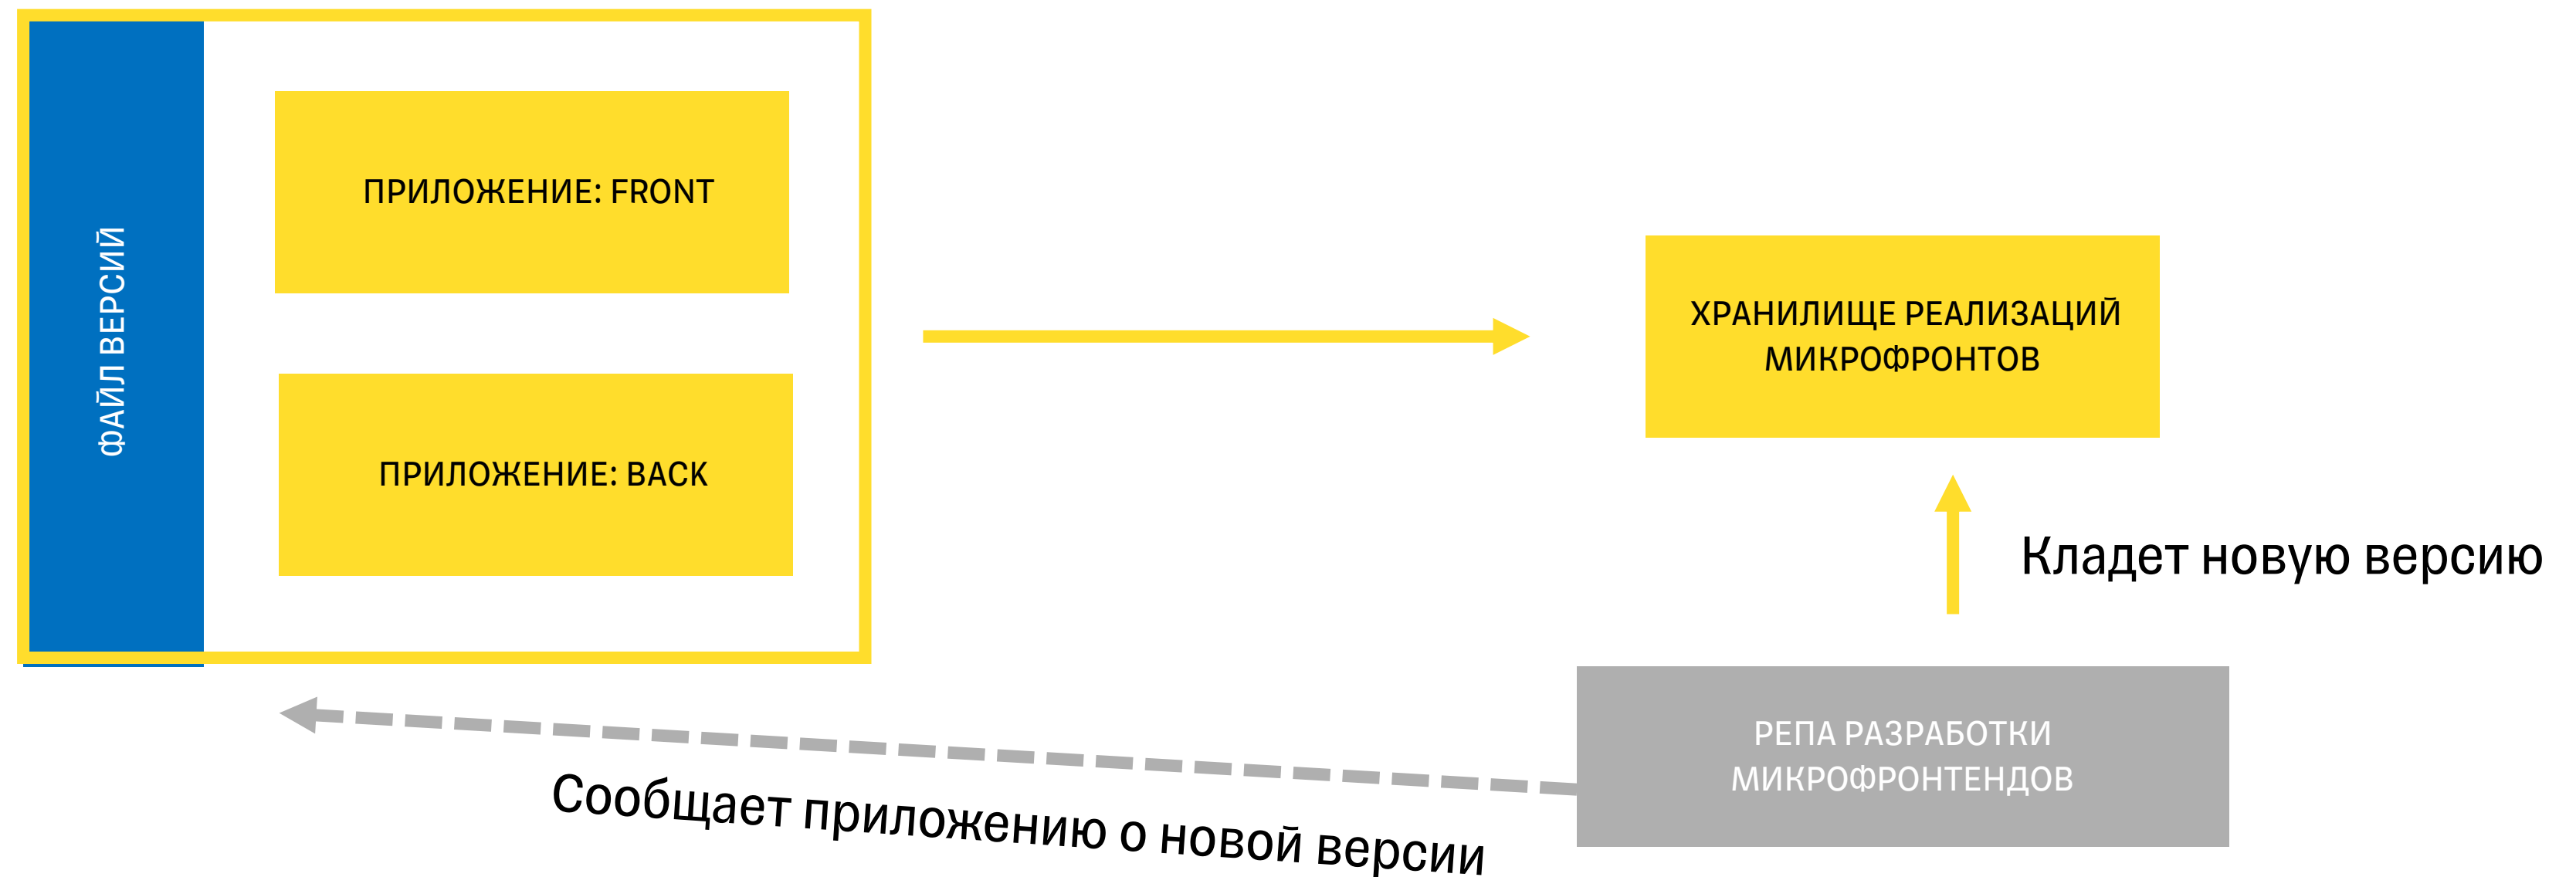 ФАЙЛ ВЕРСИЙ
ПРИЛОЖЕНИЕ: FRONT
ПРИЛОЖЕНИЕ: BACK
ХРАНИЛИЩЕ РЕАЛИЗАЦИЙ
МИКРОФРОНТОВ
Кладет новую версию
РЕПА РАЗРАБОТКИ
МИКРОФРОНТЕНДОВ
Сообщает приложению о новой версии